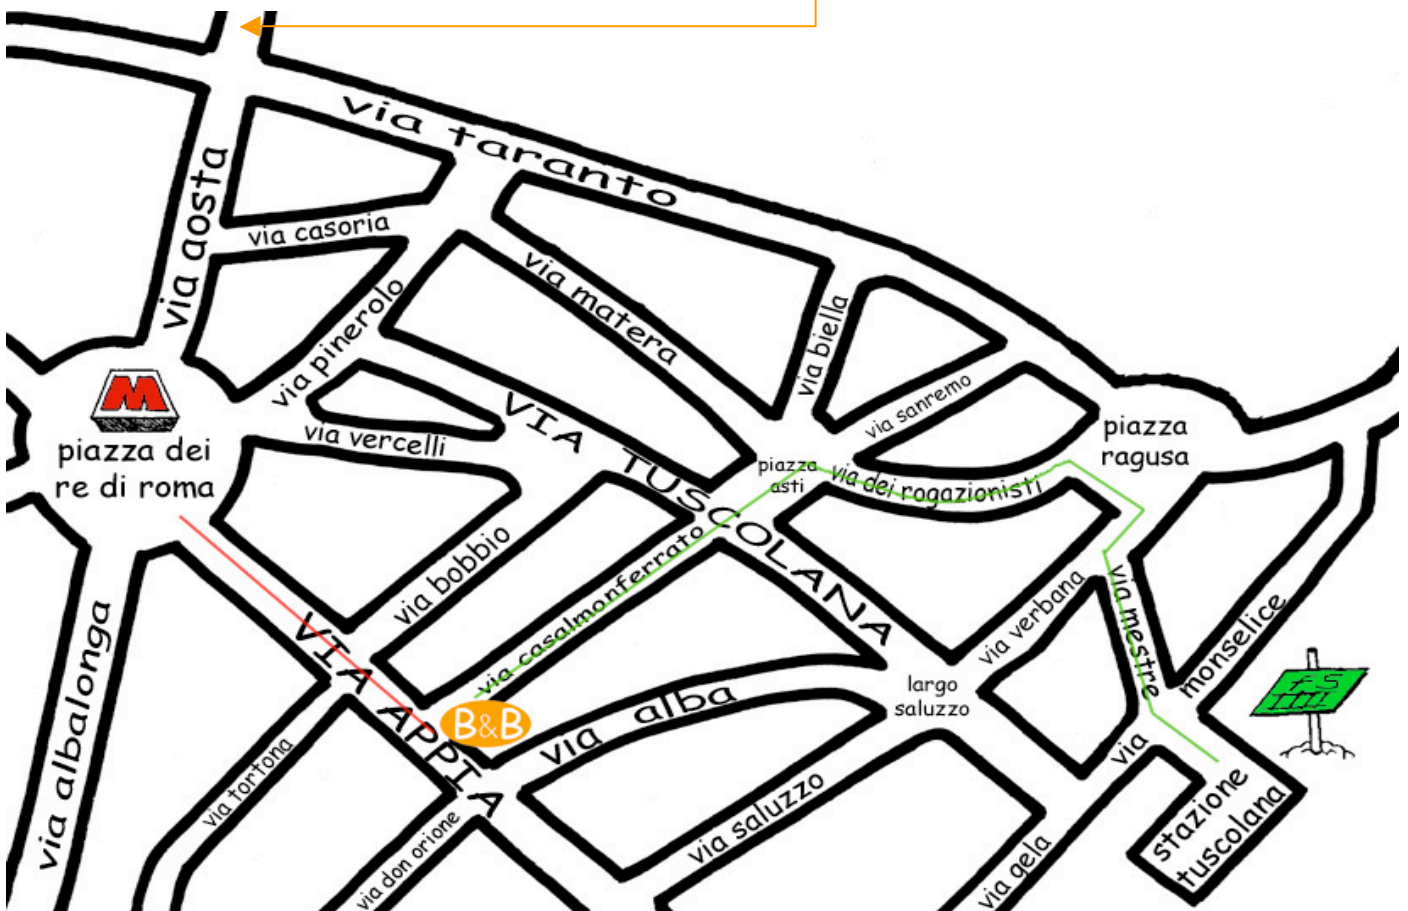 via taranto
via aosta
via casoria
via matera
via pinerolo
via biella
via sanremo
M
piazza dei
re di roma
via vercelli
VIA TUSCOLANA
piazza
asti
via dei rogazionisti
piazza
ragusa
via bobbio
via casalmonferrato
via verbana
via mestre
via monselice
FS
VIA APPIA
B&B
via alba
largo
saluzzo
via albalonga
via tortona
via don orione
via saluzzo
via gela
stazione
tuscolana